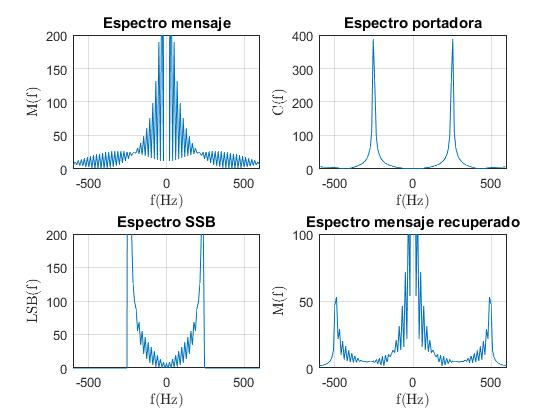 Espectro mensaje
200
150
100
50
0
M(f)
-500 0 500
f(Hz)
Espectro portadora
400
300
200
100
0
C(f)
-500 0 500
f(Hz)
Espectro SSB
200
150
100
50
0
LSB(f)
-500 0 500
f(Hz)
Espectro mensaje recuperado
100
50
0
M(f)
-500 0 500
f(Hz)